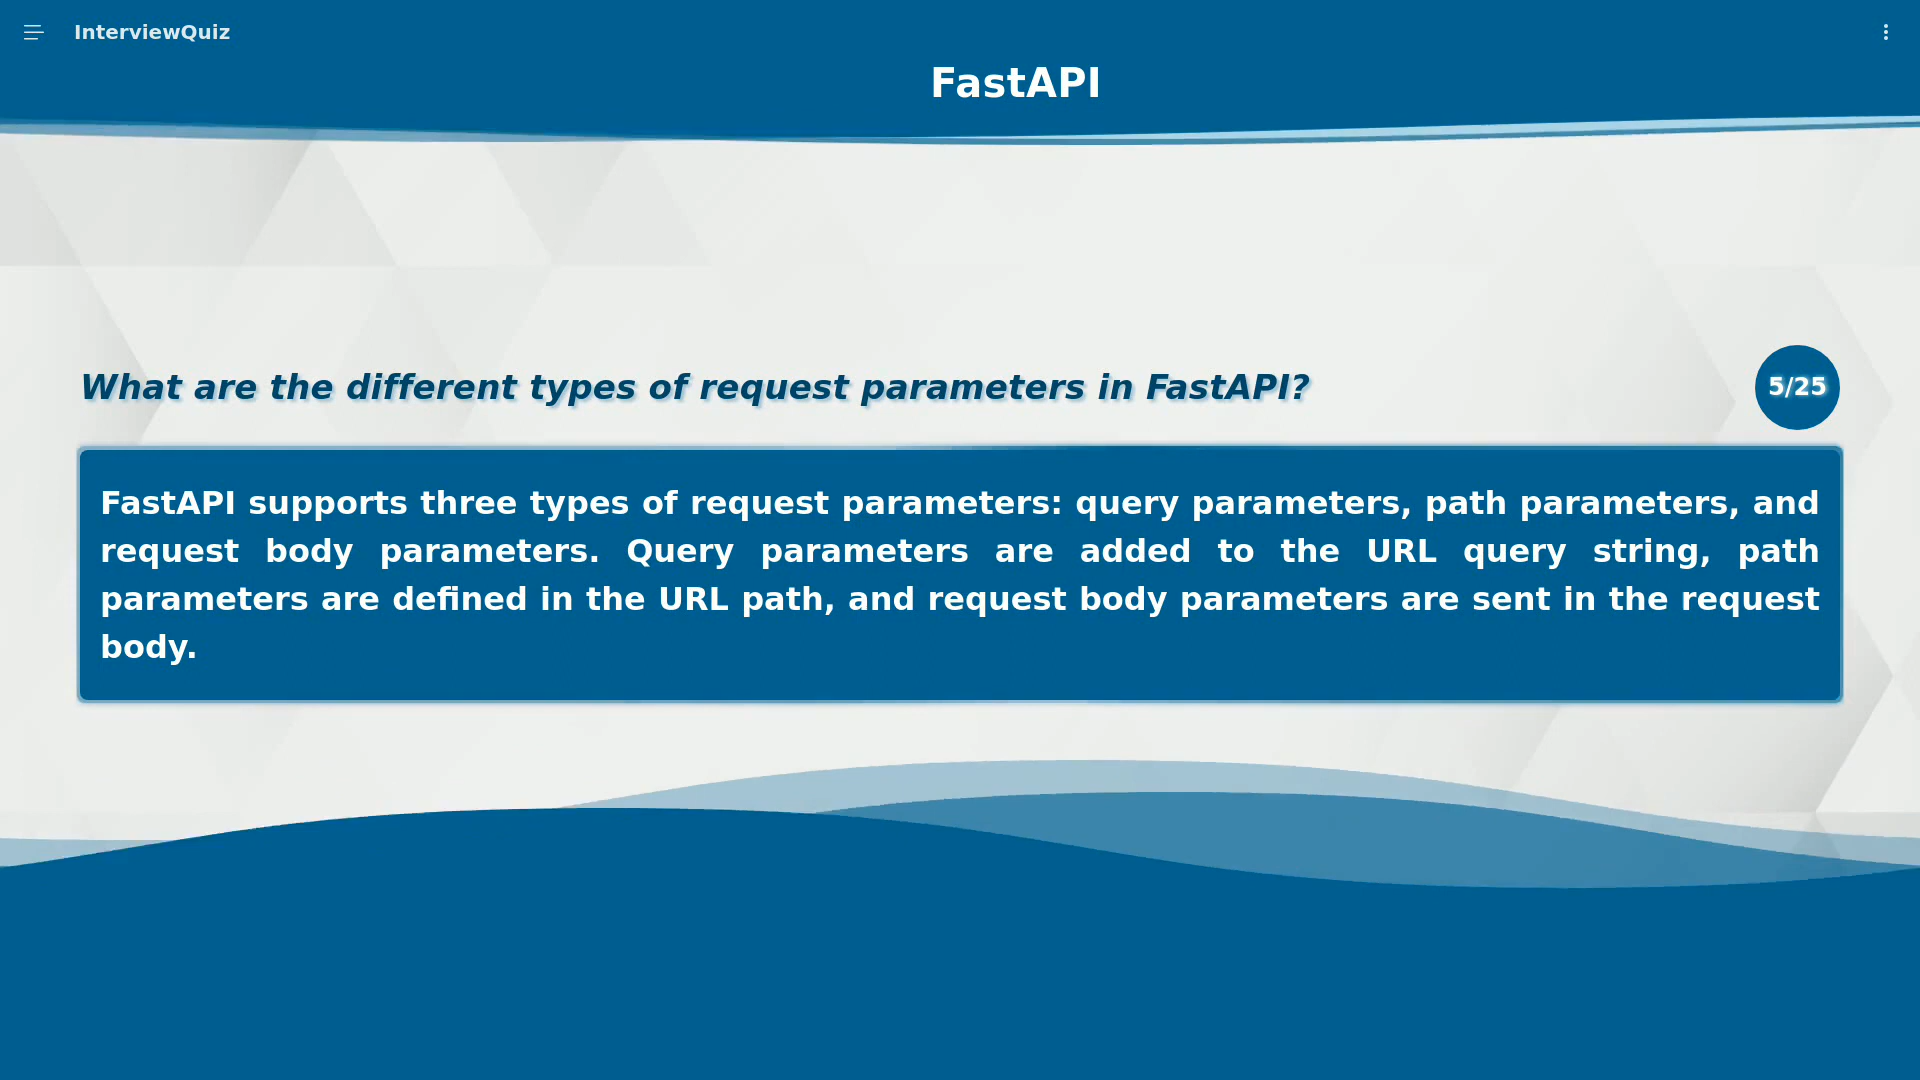 InterviewQuiz
FastAPI
What are the different types of request parameters in FastAPI?
5/25
FastAPI supports three types of request parameters: query parameters, path parameters, and
request body parameters. Query parameters are added to the URL query string, path
parameters are defined in the URL path, and request body parameters are sent in the request
body.